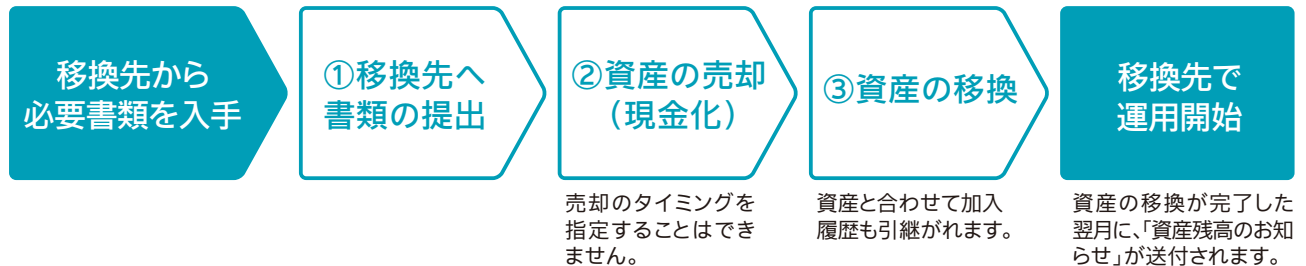 移換先から
必要書類を入手
①移換先へ
書類の提出
②資産の売却
（現金化）
売却のタイミングを
指定することはでき
ません。
③資産の移換
資産と合わせて加入
履歴も引継がれます。
移換先で
運用開始
資産の移換が完了した
翌月に、「資産残高のお知
らせ」が送付されます。